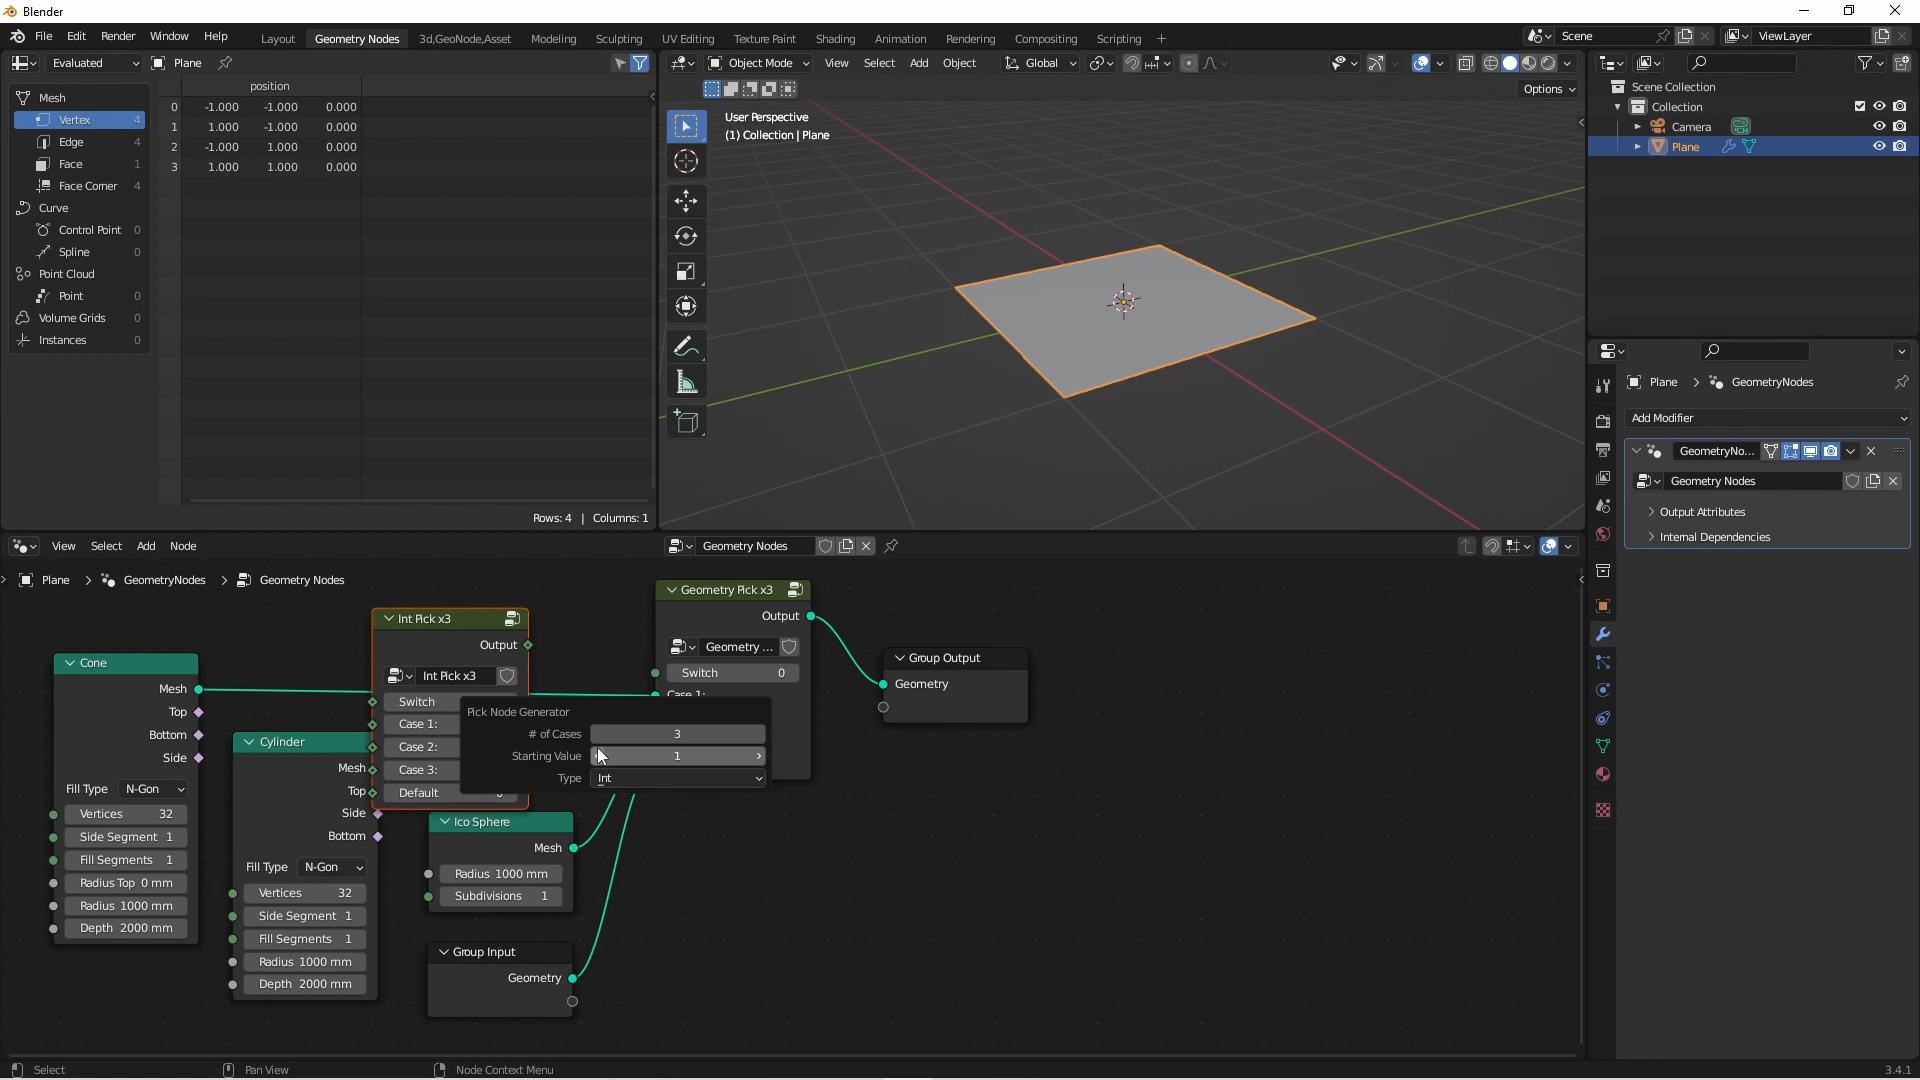 Blender
File Edit Render Window Help
Layout Geometry Nodes 3d,GeoNode,Asset Modeling Sculpting UV Editing Texture Paint Shading Animation Rendering Compositing Scripting
Scene
ViewLayer
Evaluated Plane
Mesh
Vertex 4
Edge 4
Face 1
Face Corner 4
Curve
Control Point 0
Spline 0
Point Cloud
Point 0
Volume Grids 0
Instances 0
position
0 -1.000 -1.000 0.000
1 1.000 -1.000 0.000
2 -1.000 1.000 0.000
3 1.000 1.000 0.000
Rows: 4 | Columns: 1
Object Mode View Select Add Object Global
Options
User Perspective
(1) Collection | Plane
Scene Collection
Collection
Camera
Plane
Plane > GeometryNodes
Add Modifier
GeometryNo...
Geometry Nodes
Output Attributes
Internal Dependencies
View Select Add Node
Geometry Nodes
Plane > GeometryNodes > Geometry Nodes
Cone
Mesh
Top
Bottom
Side
Fill Type N-Gon
Vertices 32
Side Segment 1
Fill Segments 1
Radius Top 0 mm
Radius 1000 mm
Depth 2000 mm
Cylinder
Mesh
Top
Side
Bottom
Fill Type N-Gon
Vertices 32
Side Segment 1
Fill Segments 1
Radius 1000 mm
Depth 2000 mm
Int Pick x3
Output
Int Pick x3
Switch
Case 1:
Case 2:
Case 3:
Default
Pick Node Generator
# of Cases 3
Starting Value 1
Type Int
Ico Sphere
Mesh
Radius 1000 mm
Subdivisions 1
Group Input
Geometry
Geometry Pick x3
Output
Geometry ...
Switch 0
Case 1:
Group Output
Geometry
Select
Pan View
Node Context Menu
3.4.1